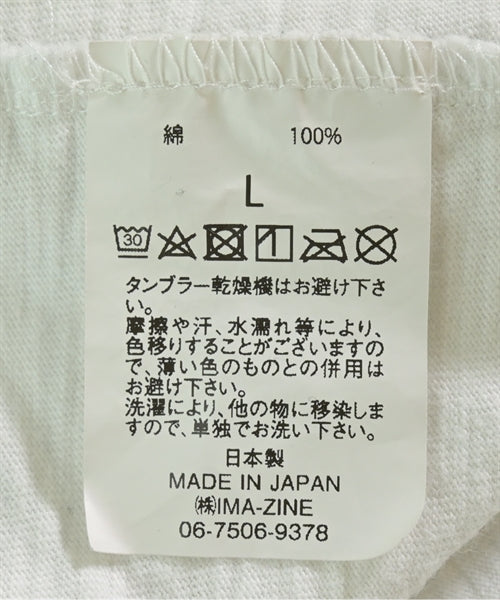 綿 100%
L
30
タンブラー乾燥機はお避け下さ
い。
摩擦や汗、水濡れ等により、
色移りすることがございますの
で、薄い色のものとの併用は
お避け下さい。
洗濯により、他の物に移染しま
すので、単独でお洗い下さい。
日本製
MADE IN JAPAN
㈱IMA-ZINE
06-7506-9378